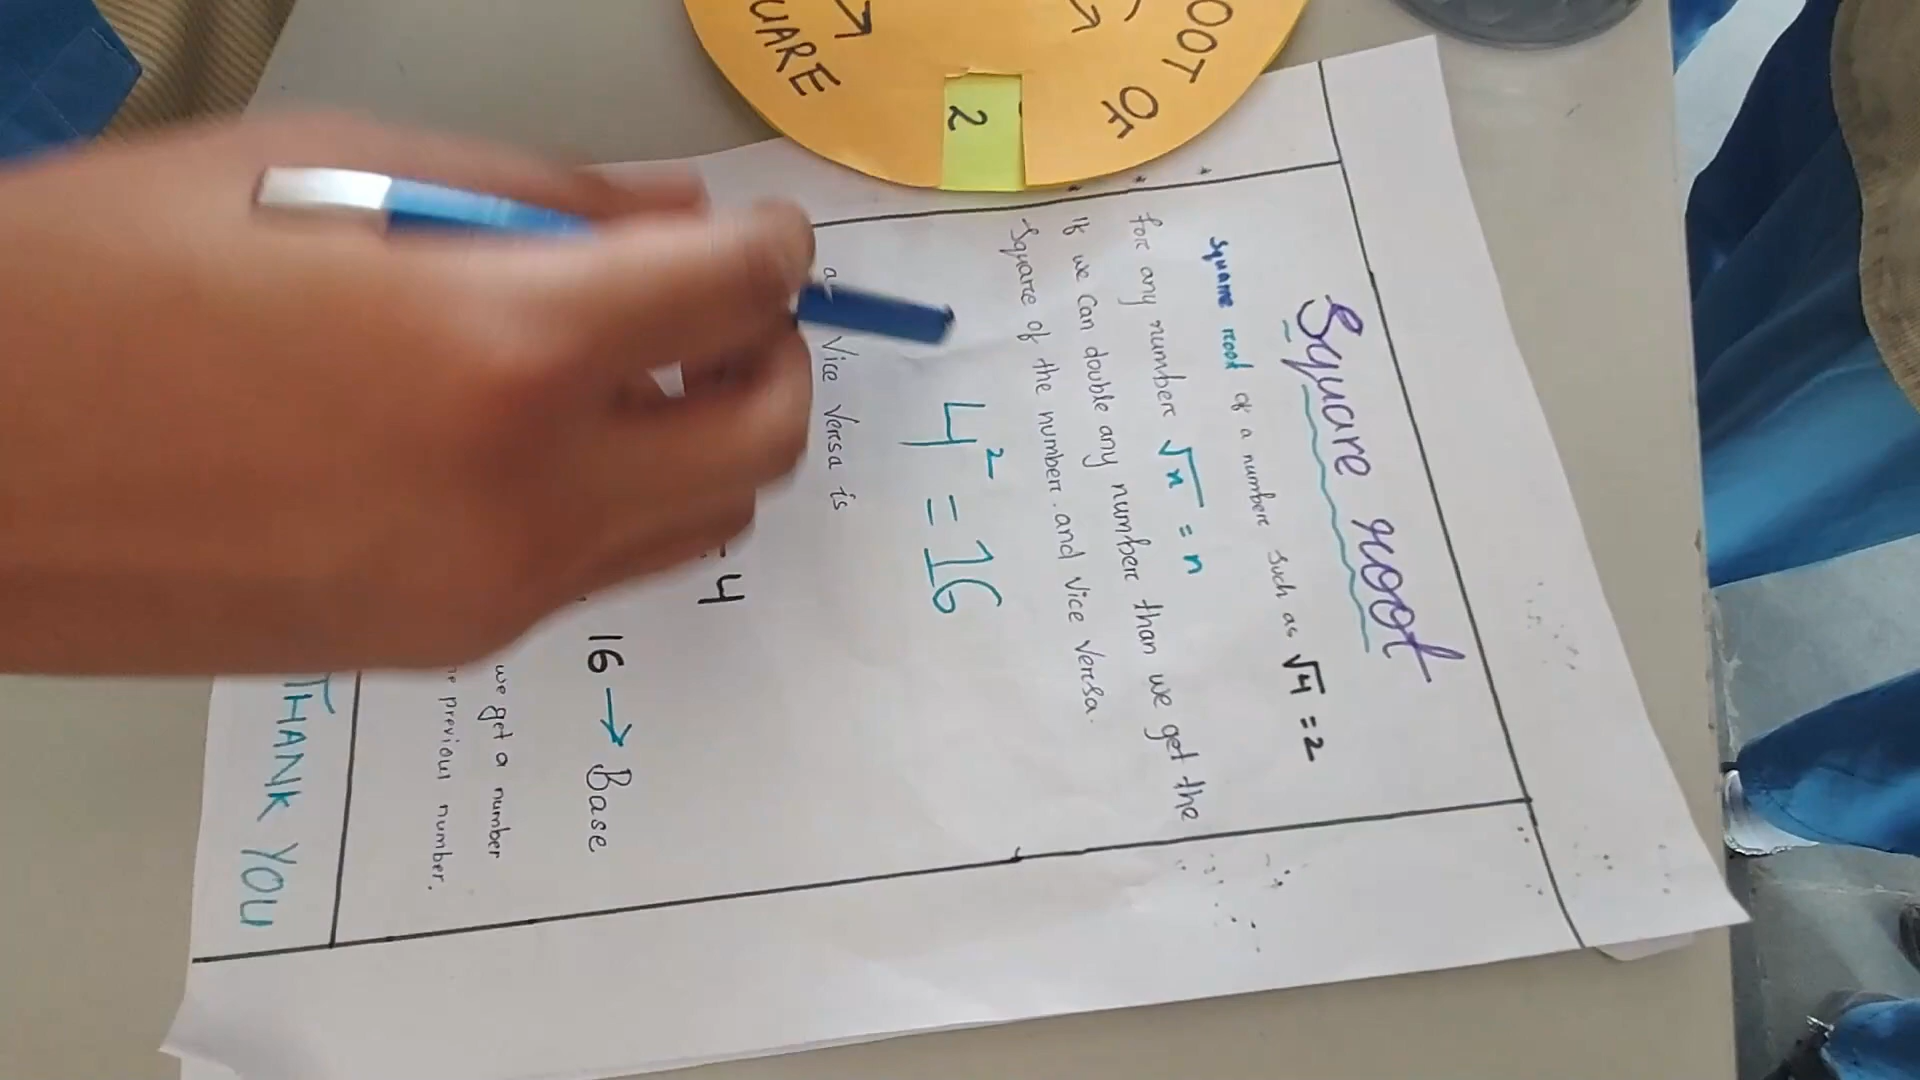 UARE
OOT OF
2
Square root
square root of a number such as √4 = 2
for any number √n = n
If we can double any number than we get the
Square of the number. and Vice Versa.
4² = 16
Vice Versa is
= 4
16 → Base
we get a number
previous number.
THANK YOU